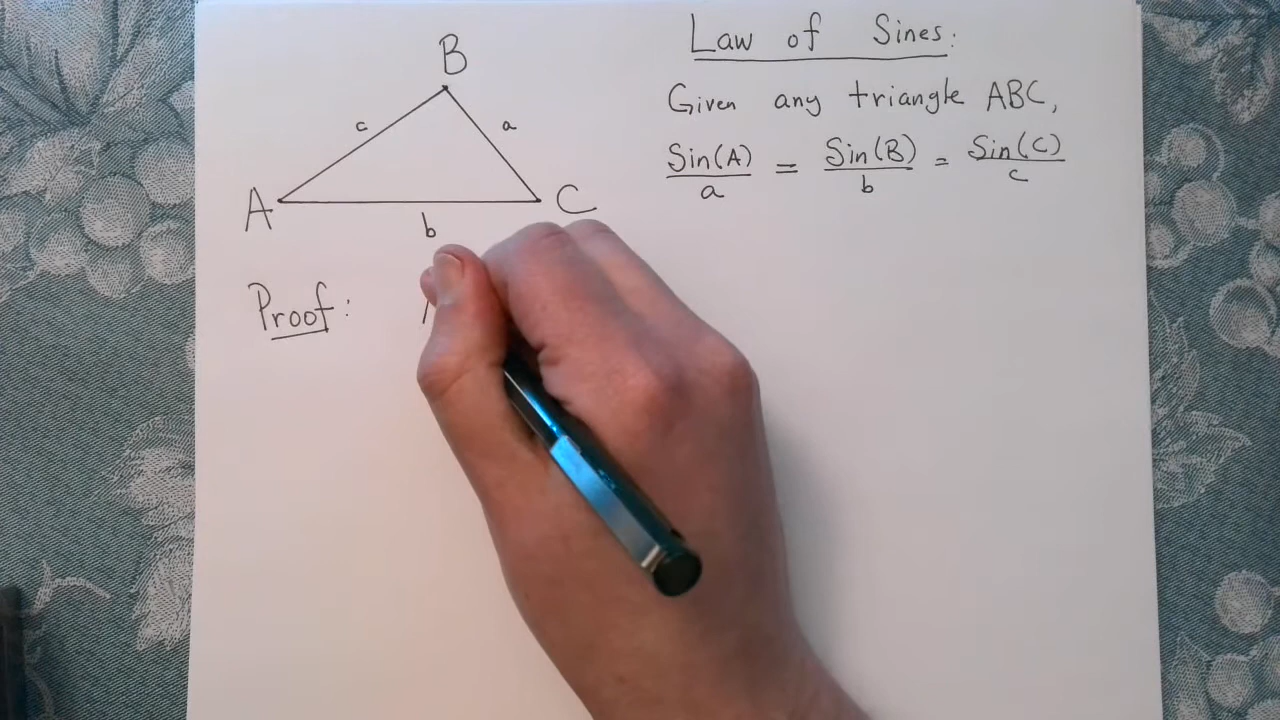 B
c
a
A
C
b
Law of Sines:
Given any triangle ABC,
Sin(A)/a = Sin(B)/b = Sin(C)/c
Proof: